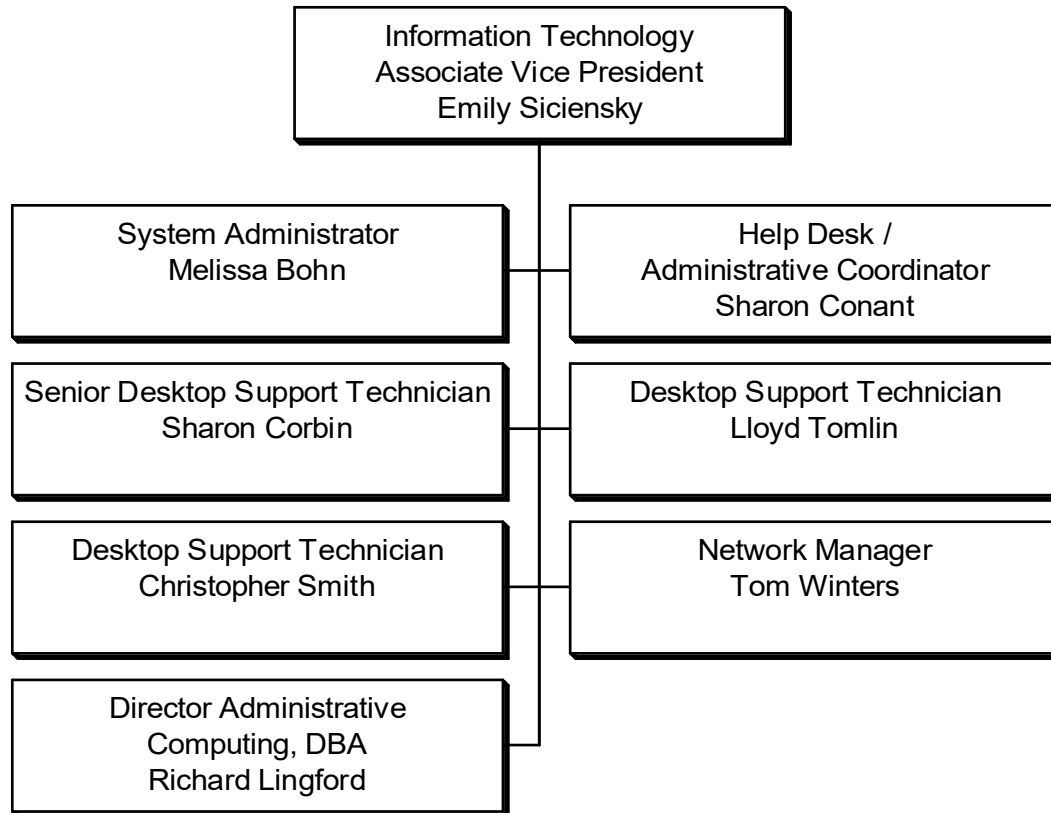 Information Technology
Associate Vice President
Emily Siciensky
System Administrator
Melissa Bohn
Help Desk /
Administrative Coordinator
Sharon Conant
Senior Desktop Support Technician
Sharon Corbin
Desktop Support Technician
Lloyd Tomlin
Desktop Support Technician
Christopher Smith
Network Manager
Tom Winters
Director Administrative
Computing, DBA
Richard Lingford